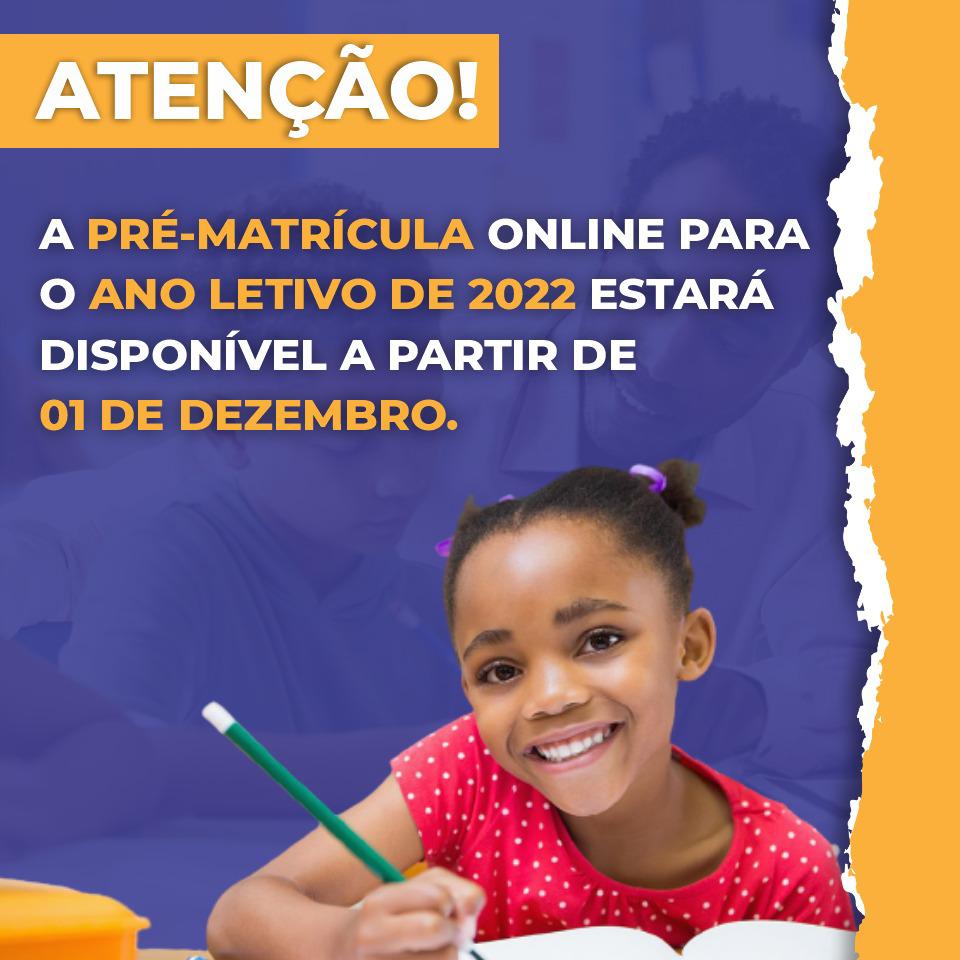 ATENÇÃO!
A PRÉ-MATRÍCULA ONLINE PARA
O ANO LETIVO DE 2022 ESTARÁ
DISPONÍVEL A PARTIR DE
01 DE DEZEMBRO.